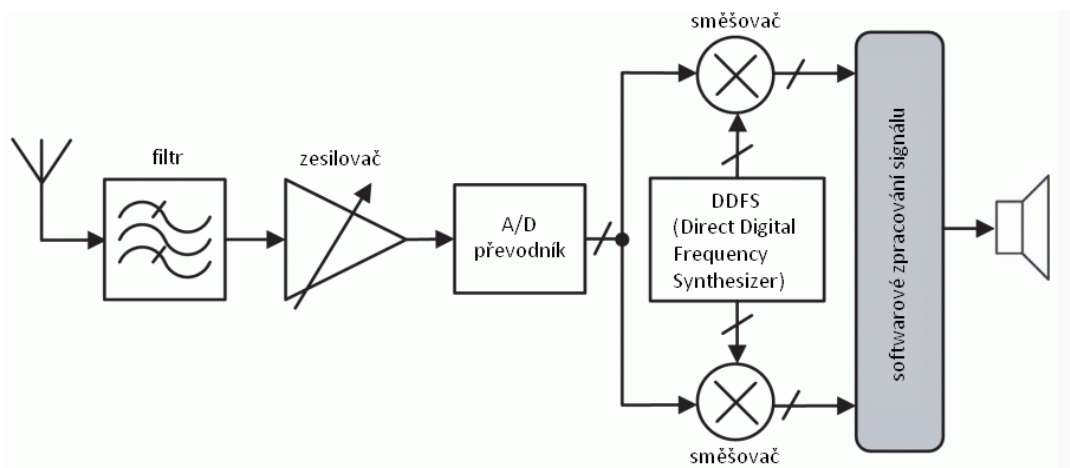 směšovač
filtr
zesilovač
A/D
převodník
DDFS
(Direct Digital
Frequency
Synthesizer)
softwarové zpracování signálu
směšovač